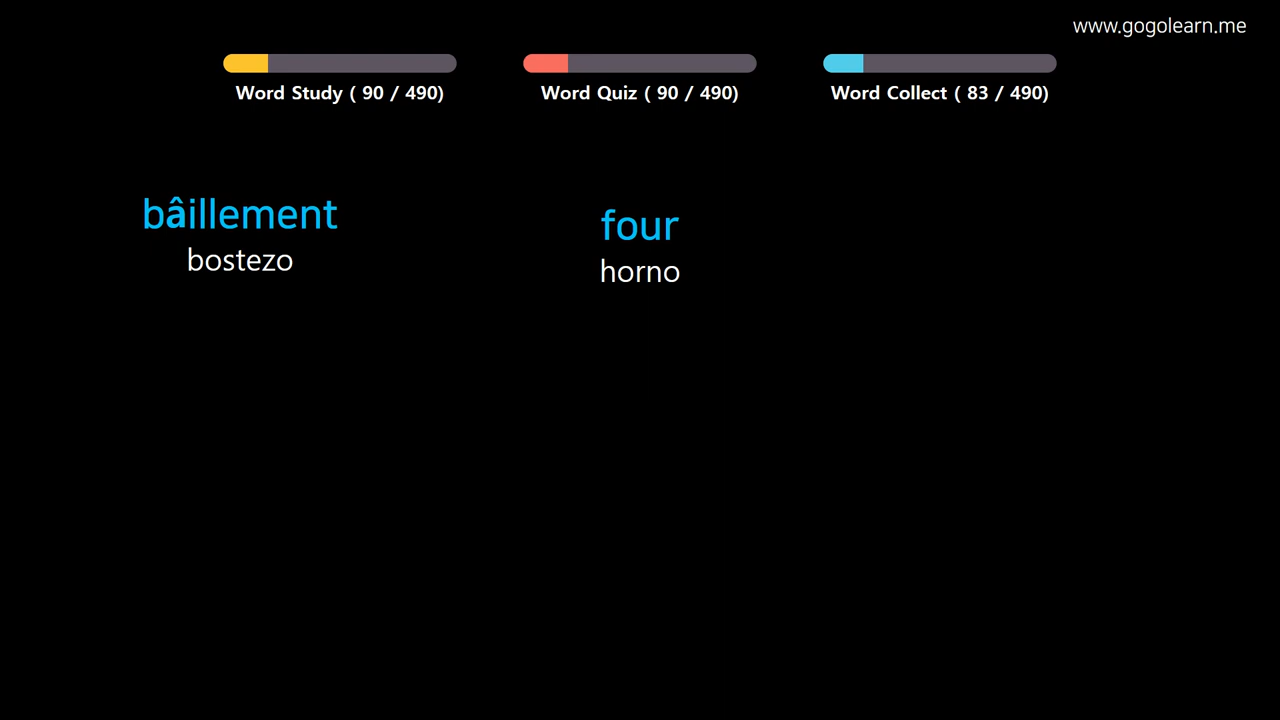 www.gogolearn.me
Word Study ( 90 / 490)
Word Quiz ( 90 / 490)
Word Collect ( 83 / 490)
bâillement
bostezo
four
horno